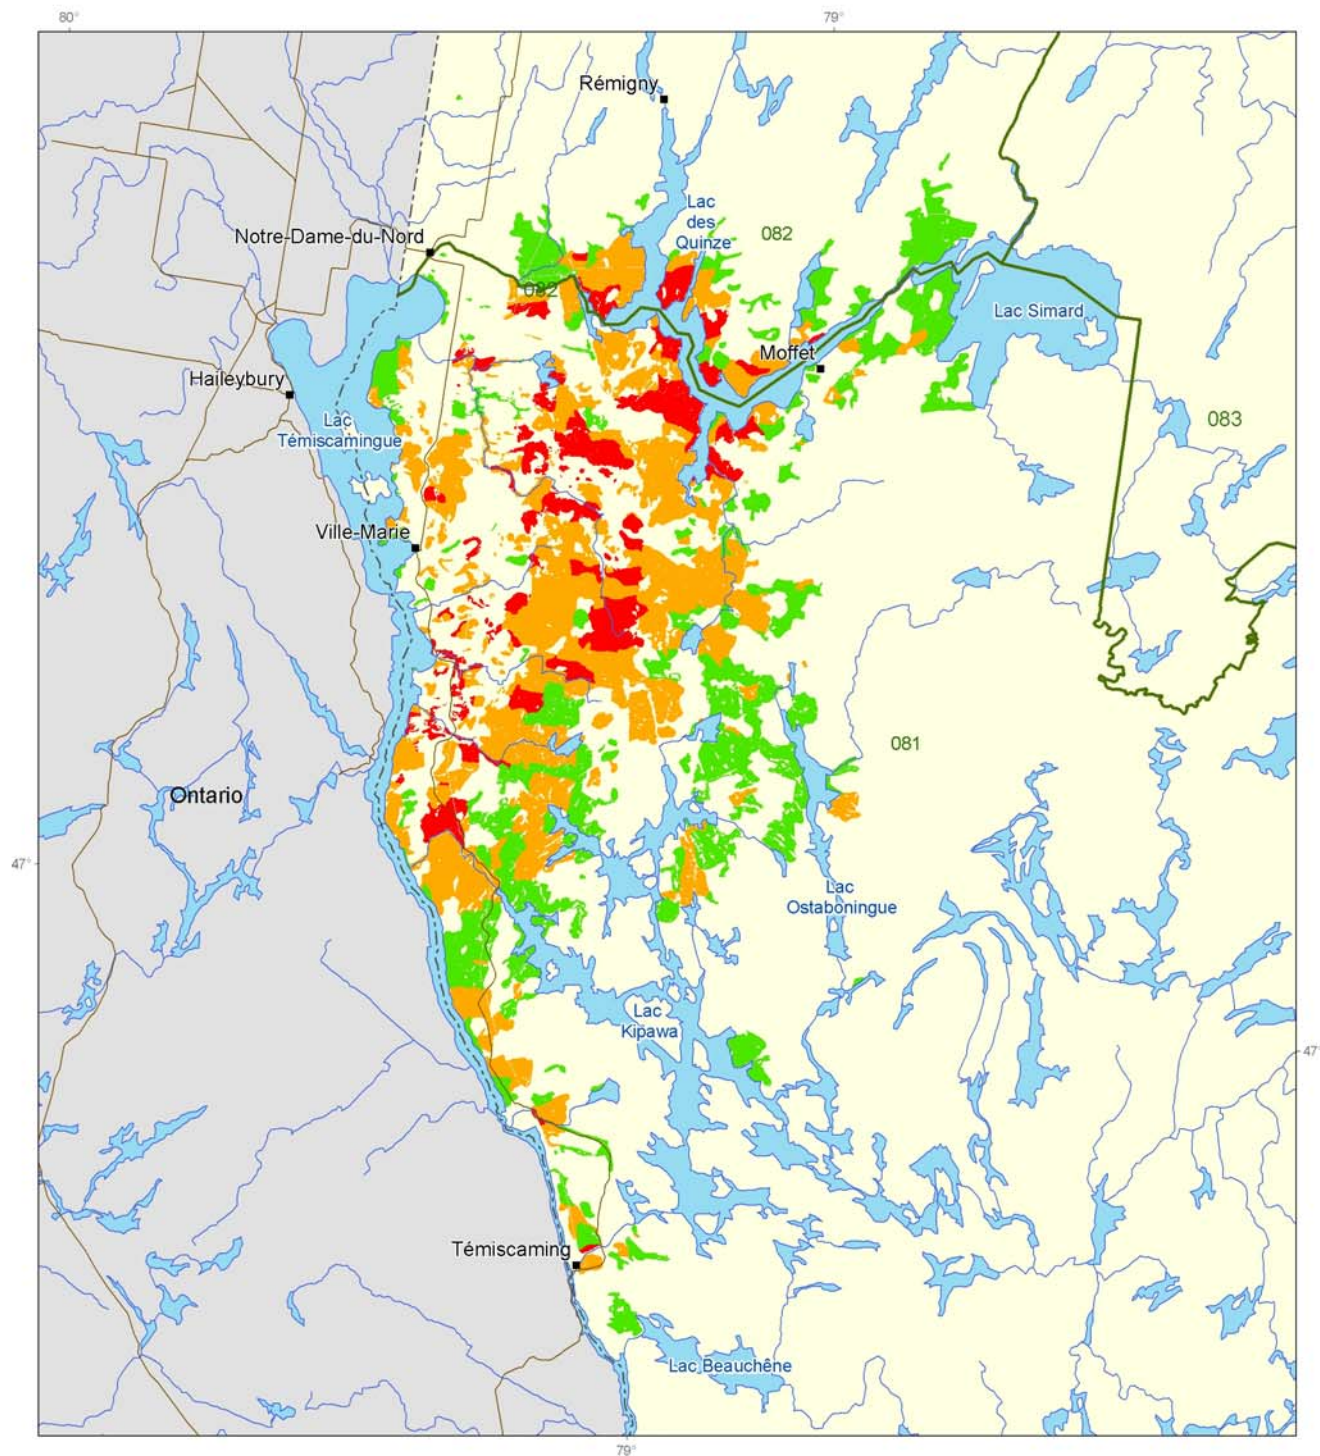 80°
79°
Rémigny
Lac
des
Quinze
082
Notre-Dame-du-Nord
082
Lac Simard
Moffet
Haileybury
Lac
Témiscamingue
083
Ville-Marie
081
Ontario
47°
Lac
Ostaboningue
Lac
Kipawa
47°
Témiscaming
Lac Beauchêne
79°